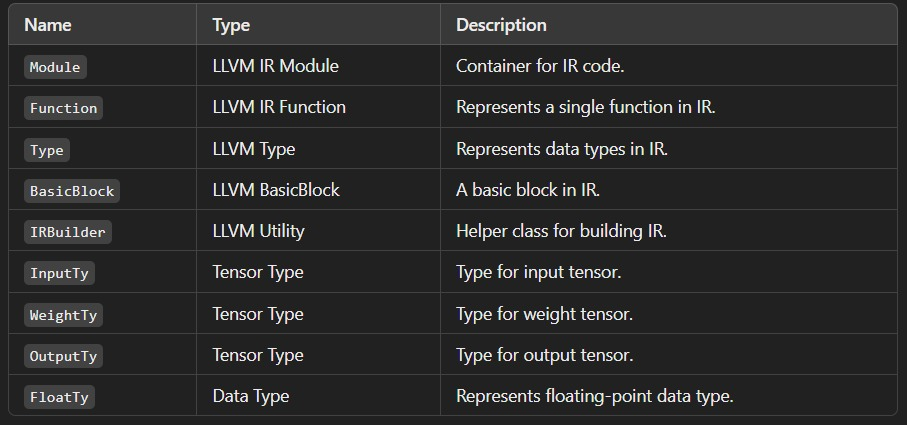 Name Type Description
Module LLVM IR Module Container for IR code.
Function LLVM IR Function Represents a single function in IR.
Type LLVM Type Represents data types in IR.
BasicBlock LLVM BasicBlock A basic block in IR.
IRBuilder LLVM Utility Helper class for building IR.
InputTy Tensor Type Type for input tensor.
WeightTy Tensor Type Type for weight tensor.
OutputTy Tensor Type Type for output tensor.
FloatTy Data Type Represents floating-point data type.